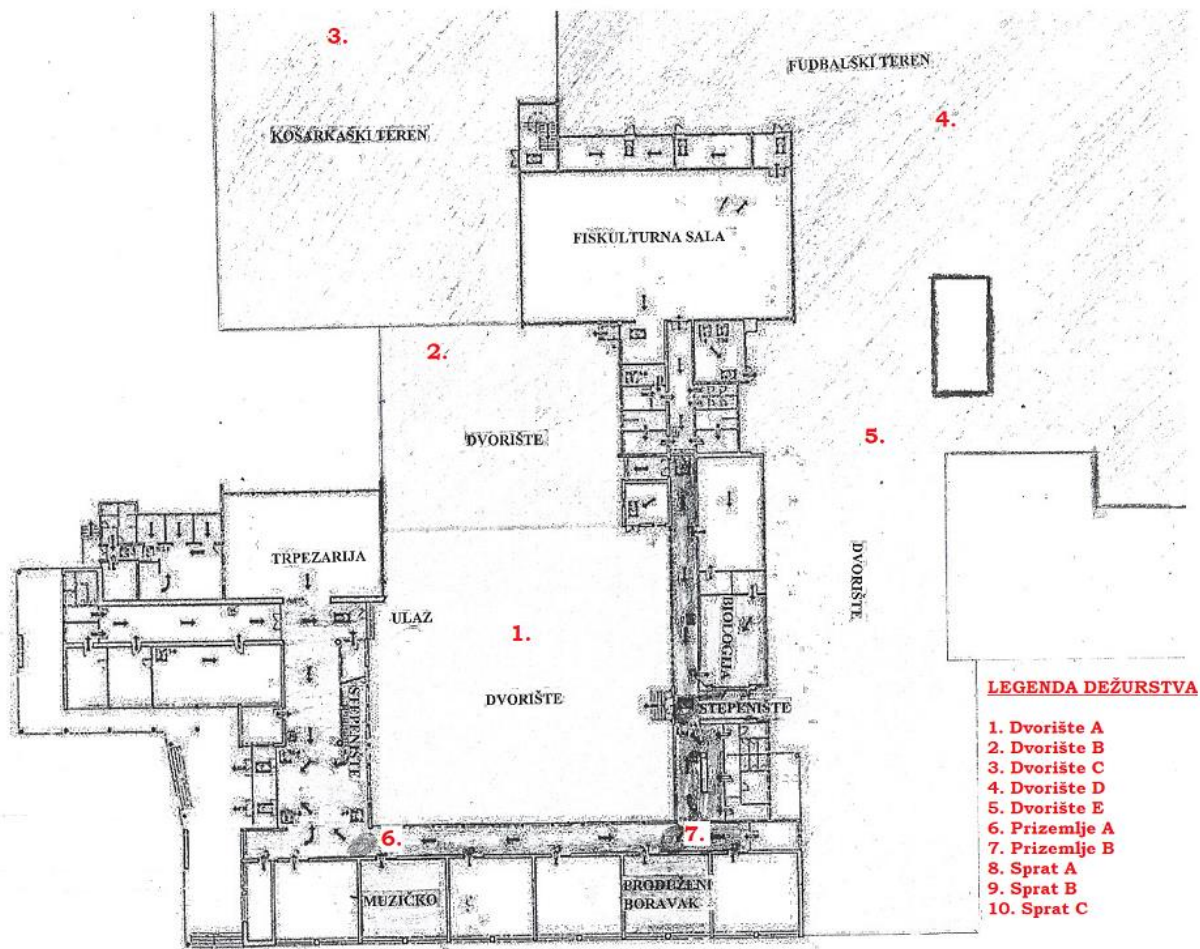 3.
FUDBALSKI TEREN
4.
KOŠARKAŠKI TEREN
FISKULTURNA SALA
2.
5.
DVORIŠTE
TRPEZARIJA
DVORIŠTE
ULAZ
1.
BIOLOGIJA
DVORIŠTE
STEPENIŠTE
STEPENIŠTE
6.
7.
MUZIČKO
PRODUŽENI
BORAVAK
LEGENDA DEŽURSTVA
1. Dvorište A
2. Dvorište B
3. Dvorište C
4. Dvorište D
5. Dvorište E
6. Prizemlje A
7. Prizemlje B
8. Sprat A
9. Sprat B
10. Sprat C